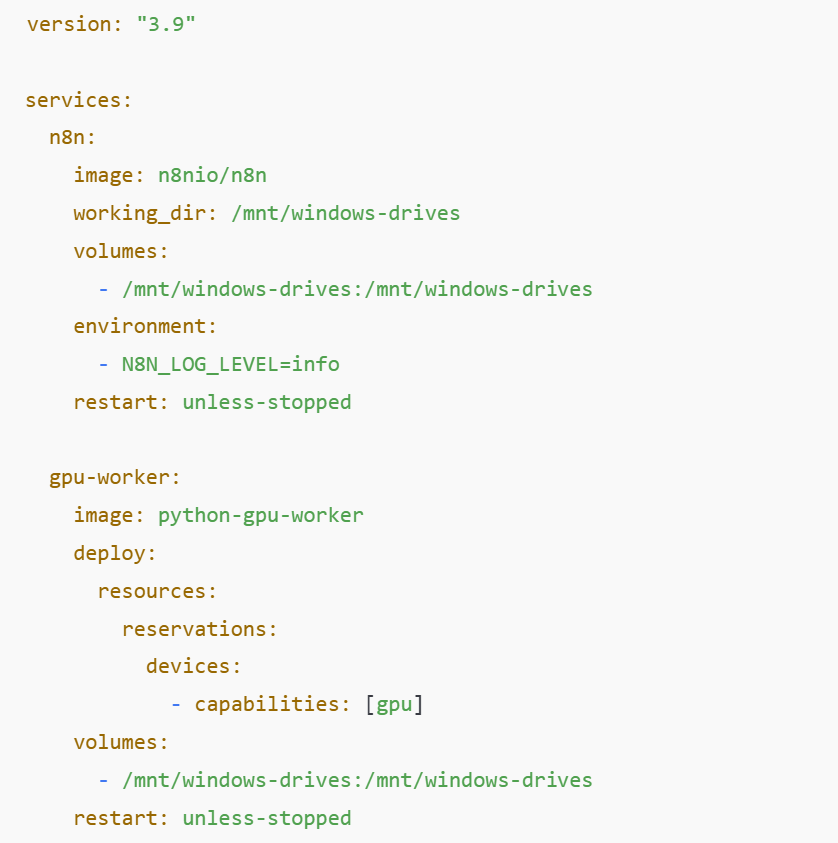 version: "3.9"

services:
  n8n:
    image: n8nio/n8n
    working_dir: /mnt/windows-drives
    volumes:
      - /mnt/windows-drives:/mnt/windows-drives
    environment:
      - N8N_LOG_LEVEL=info
    restart: unless-stopped

  gpu-worker:
    image: python-gpu-worker
    deploy:
      resources:
        reservations:
          devices:
            - capabilities: [gpu]
    volumes:
      - /mnt/windows-drives:/mnt/windows-drives
    restart: unless-stopped